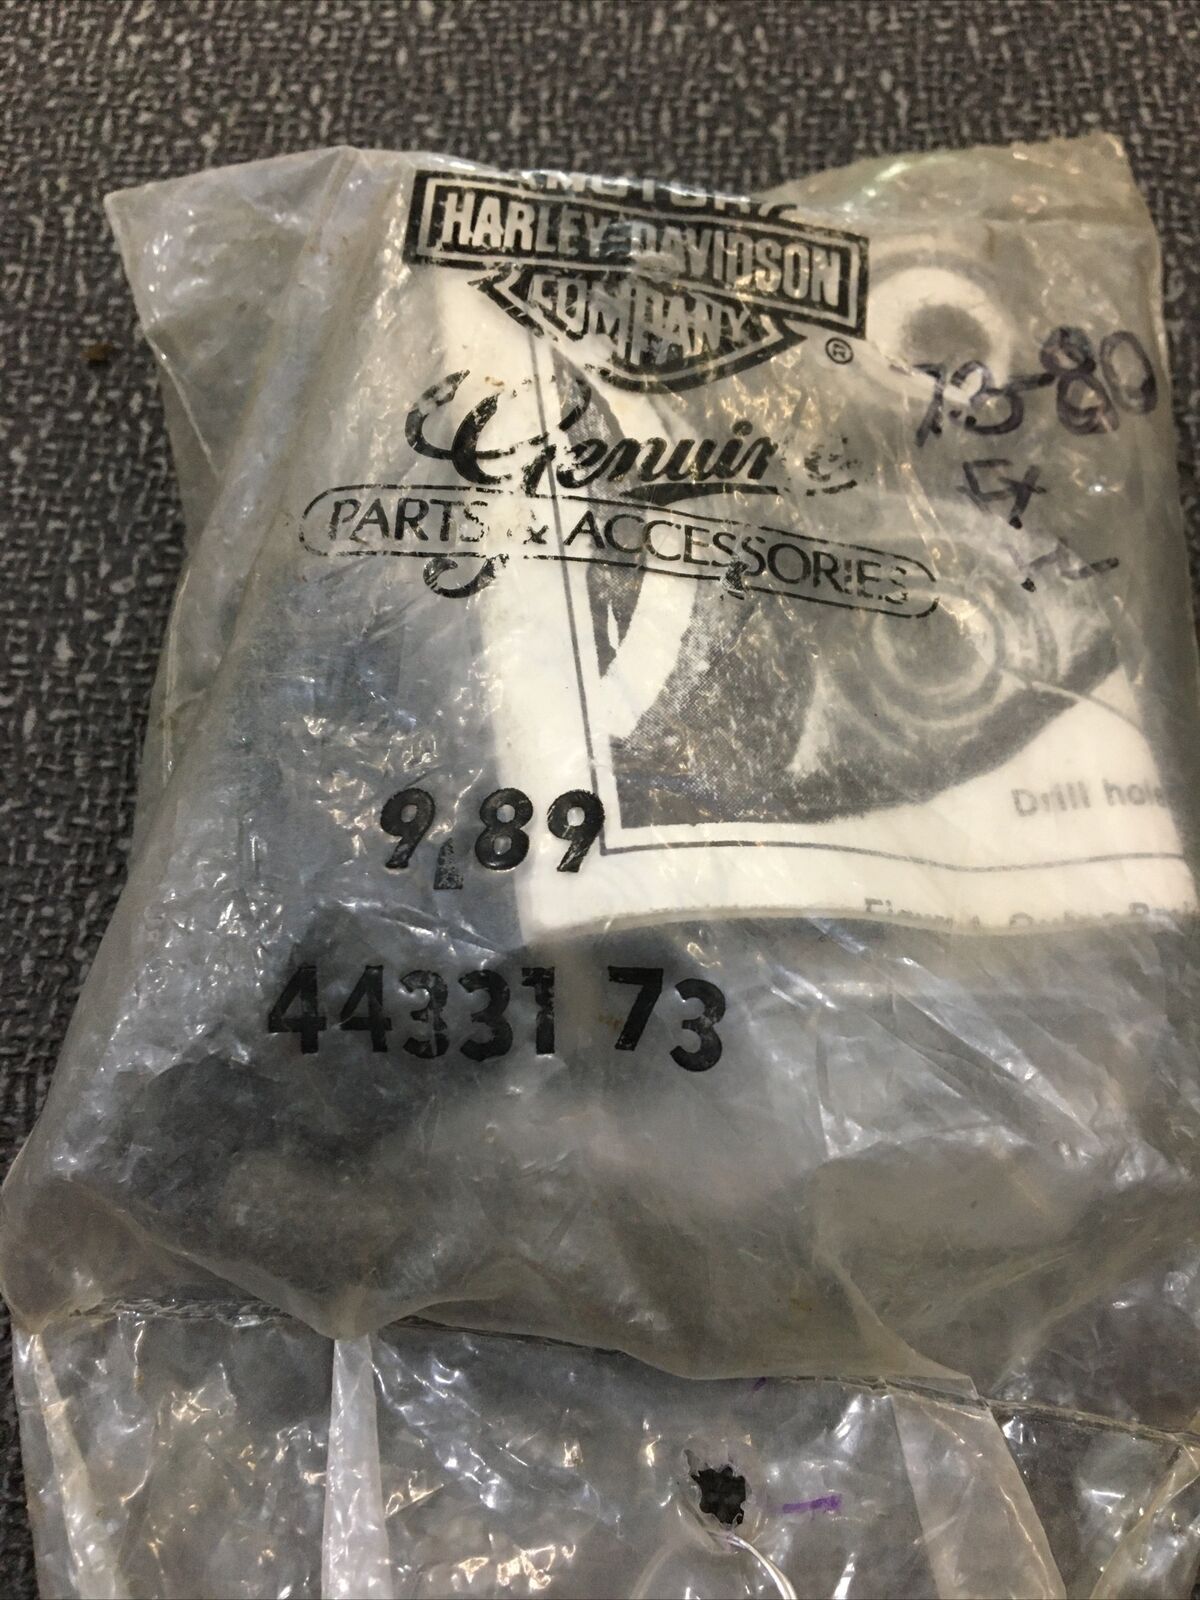 MOTOR
HARLEY-DAVIDSON
COMPANY
®
73-80
Genuine
PARTS & ACCESSORIES
9 89
44331 73
Drill hole